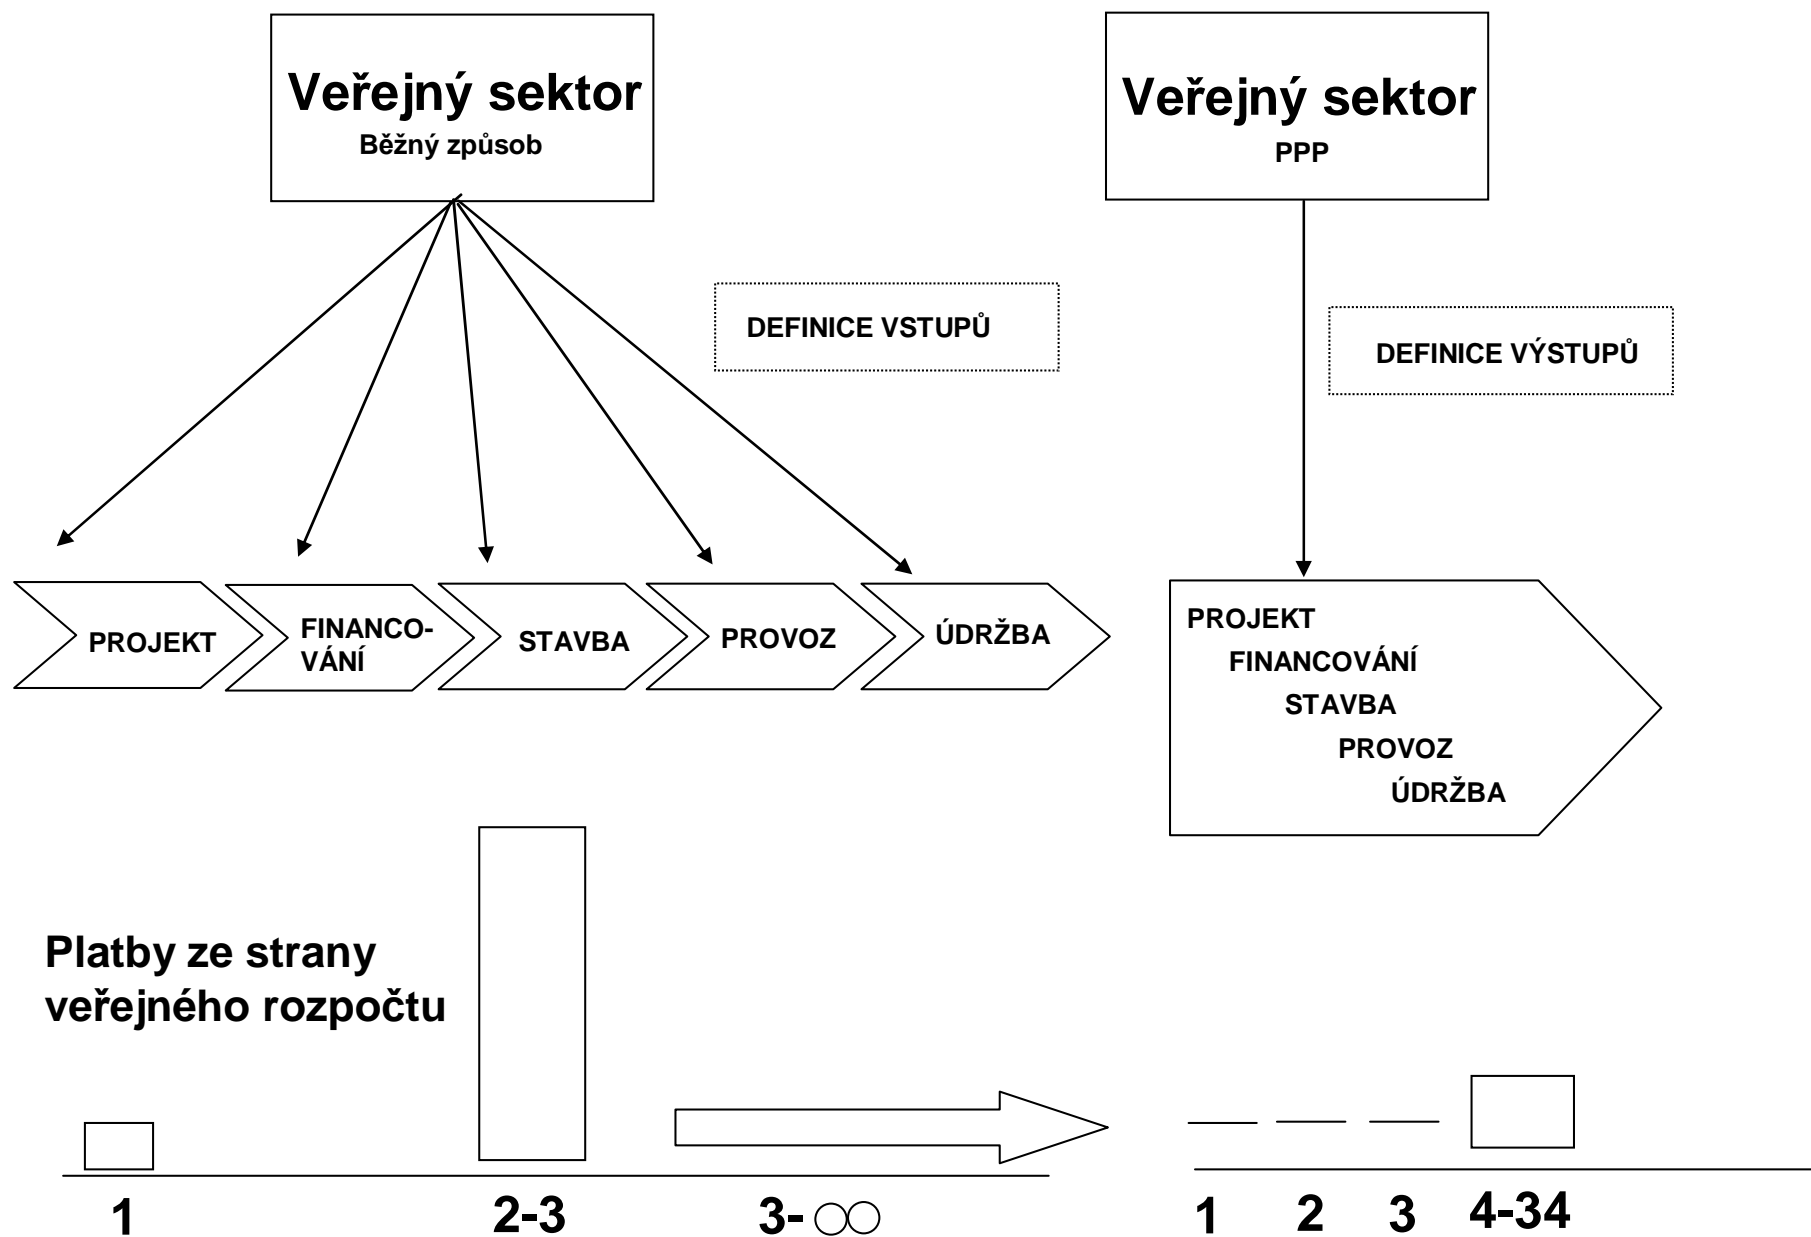 Veřejný sektor
Běžný způsob
Veřejný sektor
PPP
DEFINICE VSTUPŮ
DEFINICE VÝSTUPŮ
PROJEKT
FINANCO-
VÁNÍ
STAVBA
PROVOZ
ÚDRŽBA
PROJEKT
FINANCOVÁNÍ
STAVBA
PROVOZ
ÚDRŽBA
Platby ze strany
veřejného rozpočtu
1
2-3
3-
1
2
3
4-34